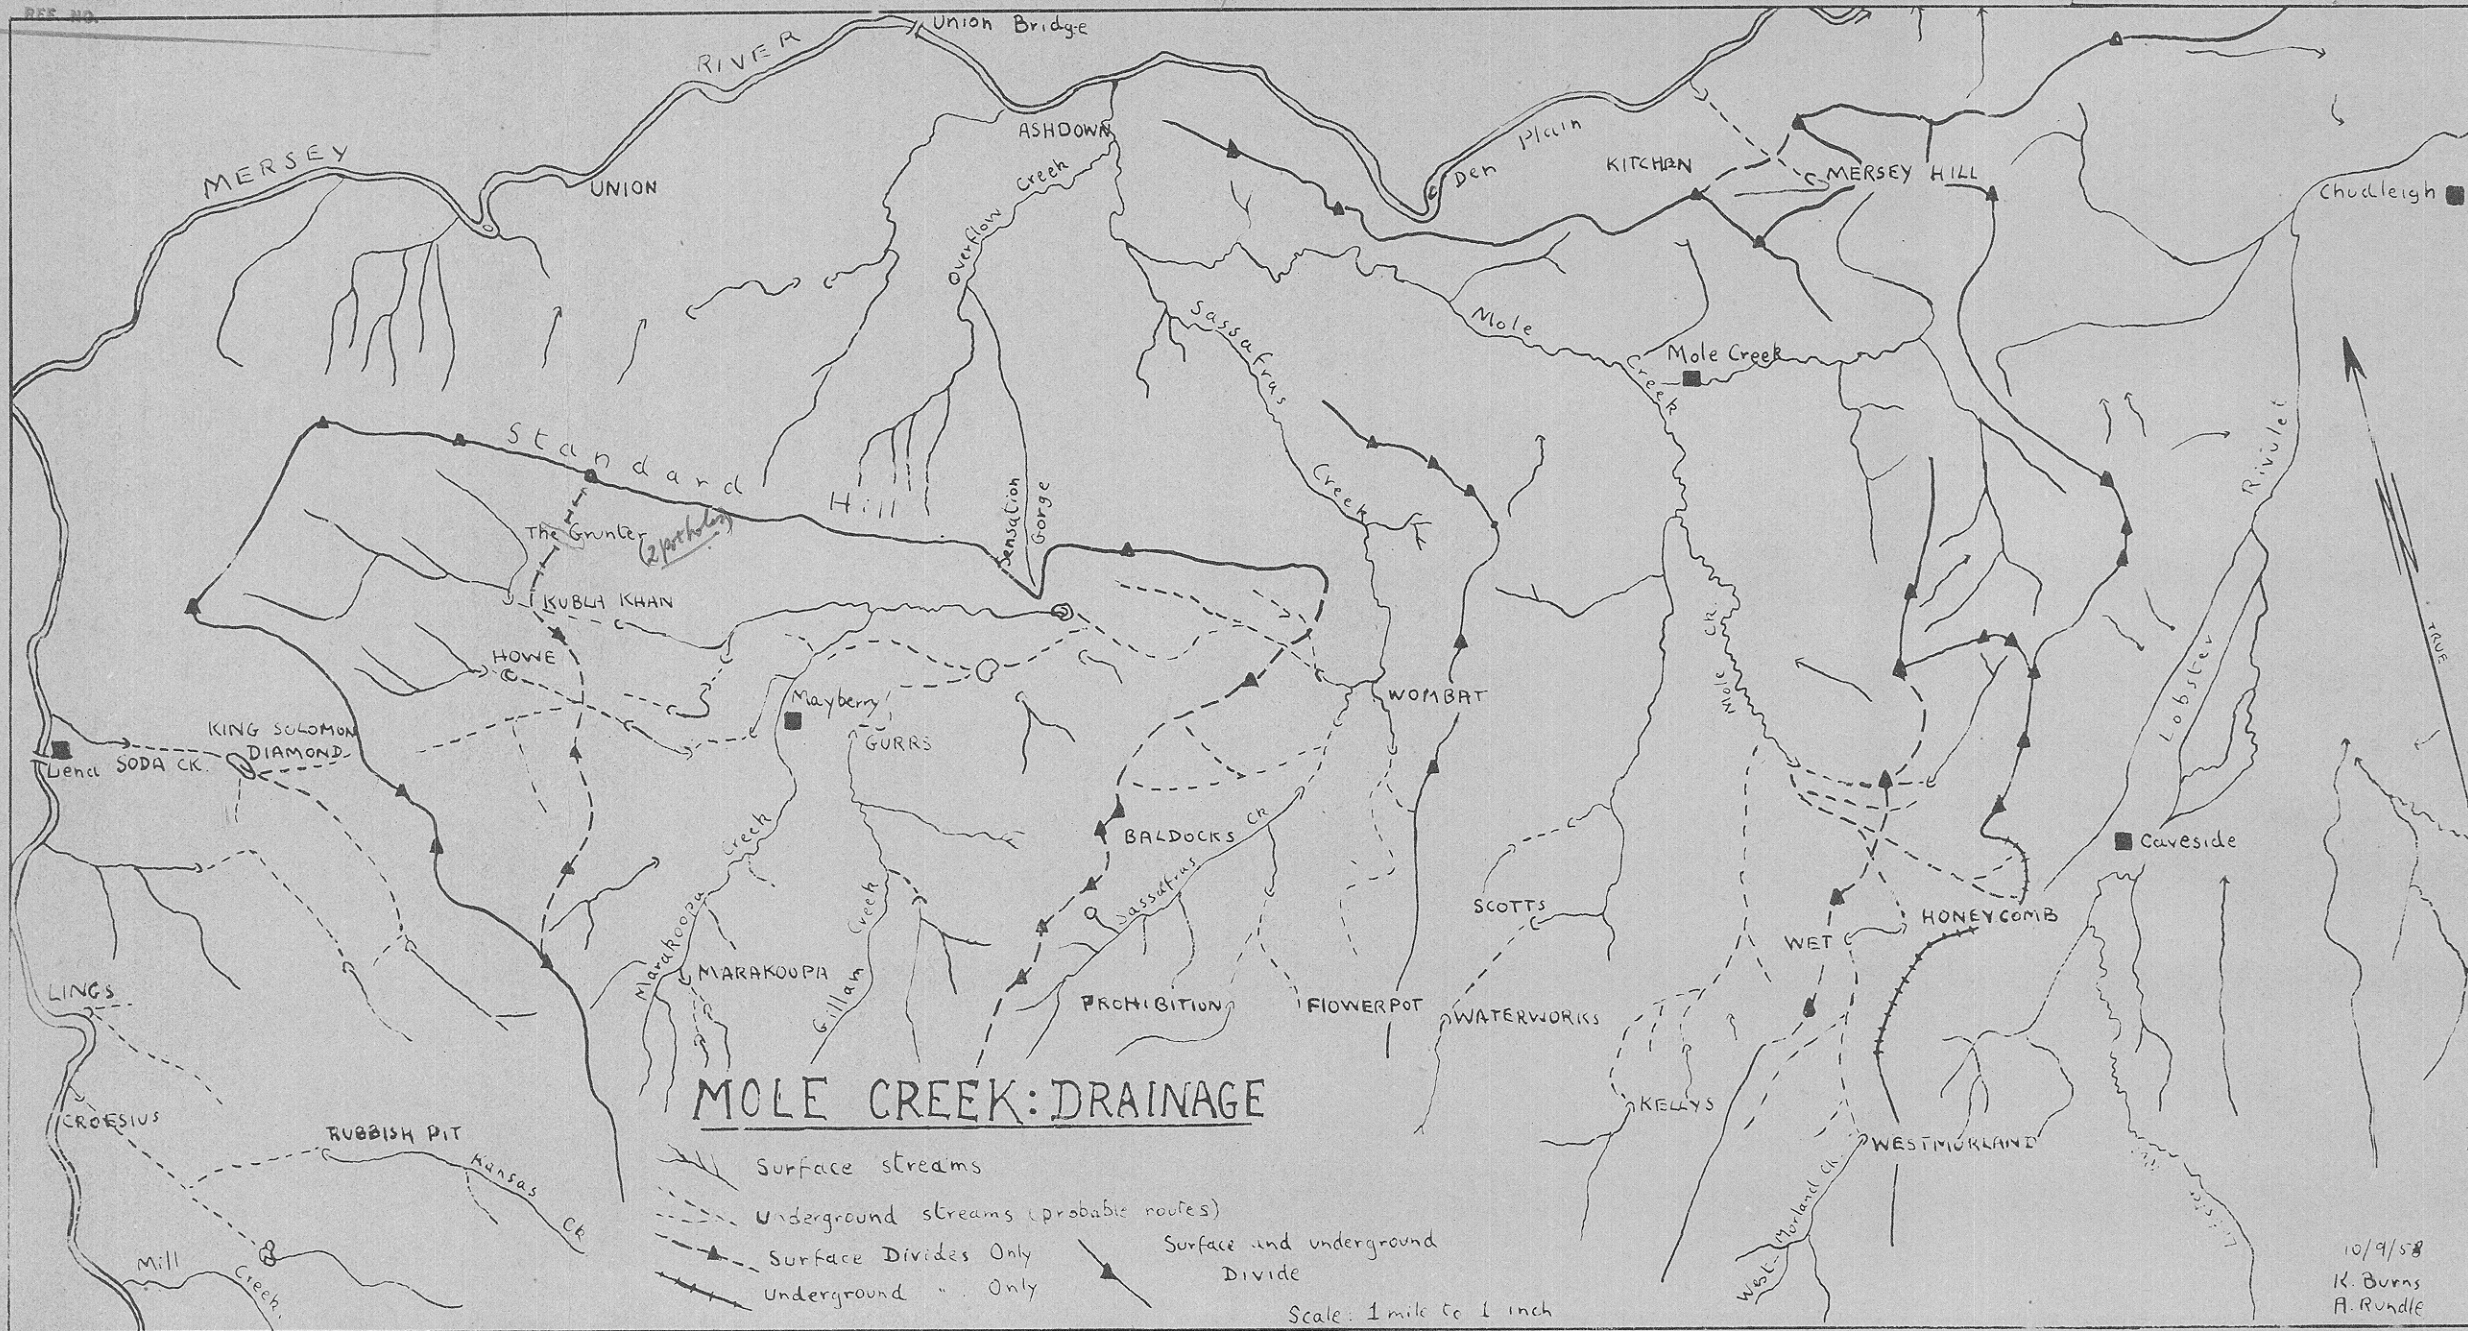 REF. NO.
Union Bridge
RIVER
MERSEY
UNION
ASHDOWN
Overflow Creek
Den Plain
KITCHEN
MERSEY HILL
Chudleigh
Sassafras Creek
Mole Creek
Mole Creek
Standard Hill
Sensation Gorge
The Grunter
(2 potholes)
Rivulet
KUBLA KHAN
HOWE
Mole Ck.
TRUE
N
Lobster
Mayberry
WOMBAT
KING SOLOMON
DIAMOND
GURRS
Liena
SODA CK.
BALDOCKS
Sassafras Ck
Caveside
Marakoopa Creek
Gillam Creek
SCOTTS
HONEYCOMB
WET
MARAKOUPA
LINGS
PROHIBITION
FLOWERPOT
WATERWORKS
MOLE CREEK: DRAINAGE
KELLYS
CROESIUS
RUBBISH PIT
Kansas Ck
WESTMORLAND
West-Morland Ck.
Mill Creek.
Surface streams
Underground streams (probable routes)
Surface Divides Only
Underground " Only
Surface and underground
Divide
Scale: 1 mile to 1 inch
10/9/58
K. Burns
A. Rundle